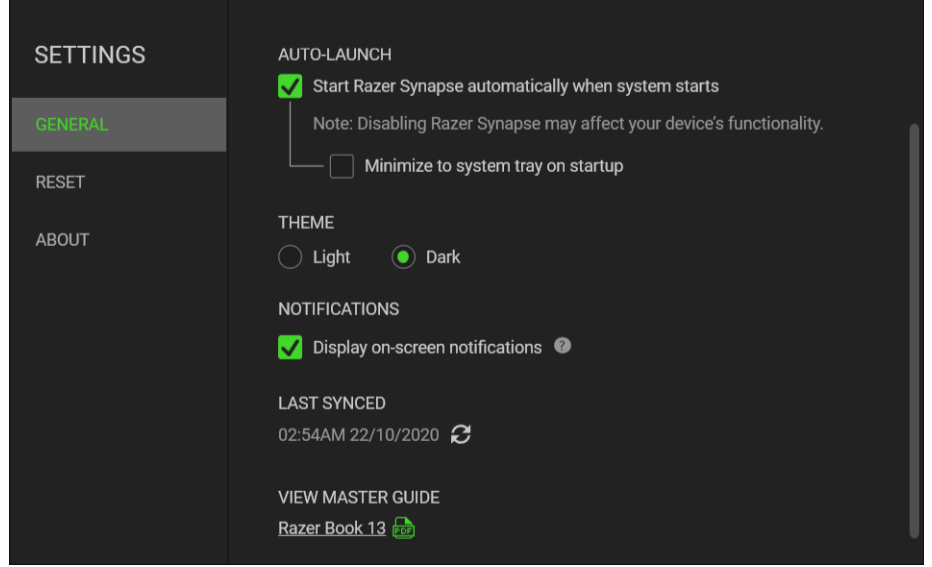 SETTINGS
GENERAL
RESET
ABOUT
AUTO-LAUNCH
Start Razer Synapse automatically when system starts
Note: Disabling Razer Synapse may affect your device's functionality.
Minimize to system tray on startup
THEME
Light Dark
NOTIFICATIONS
Display on-screen notifications ?
LAST SYNCED
02:54AM 22/10/2020
VIEW MASTER GUIDE
Razer Book 13 PDF